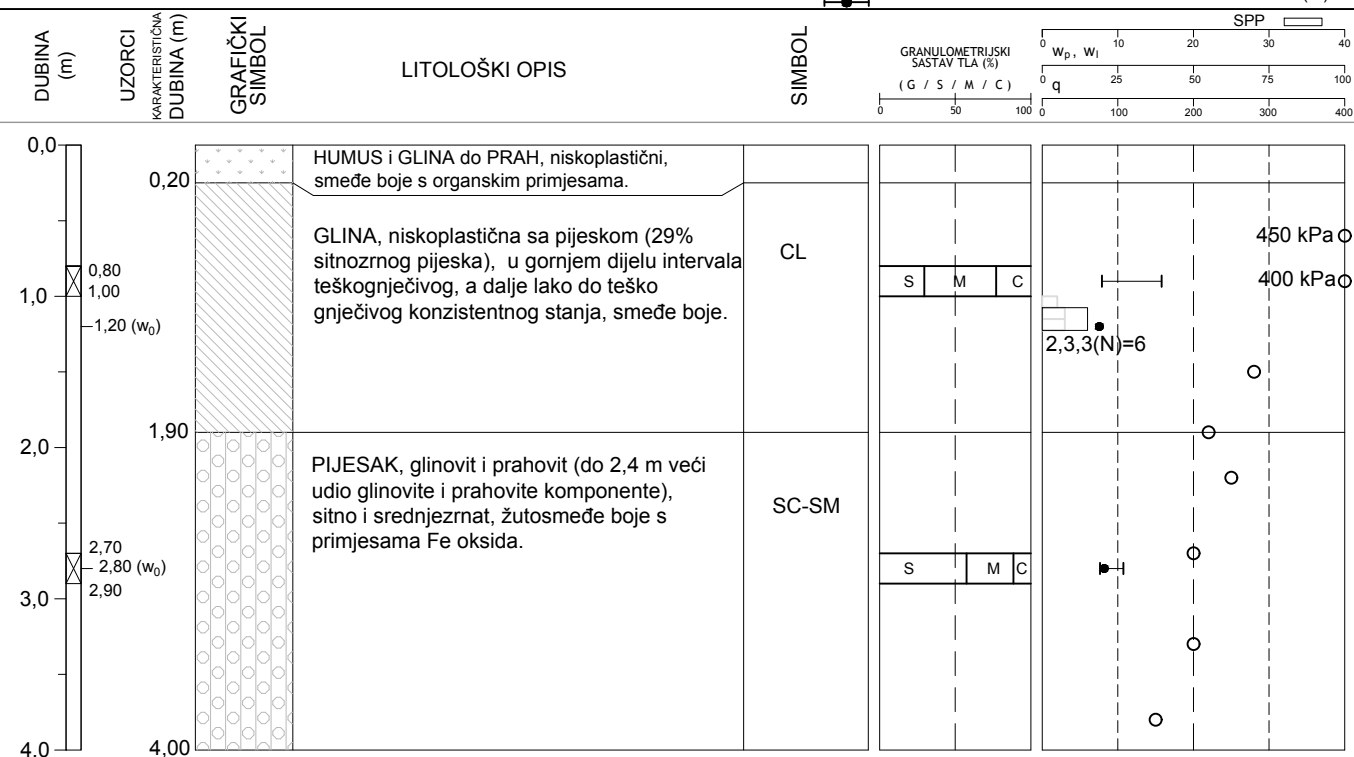 SPP
DUBINA (m)
UZORCI
KARAKTERISTIČNA DUBINA (m)
GRAFIČKI SIMBOL
LITOLOŠKI OPIS
SIMBOL
GRANULOMETRIJSKI
SASTAV TLA (%)
( G / S / M / C )
0 50 100
0 10 20 30 40
wp, wl
0 25 50 75 100
q
0 100 200 300 400
0,0
HUMUS i GLINA do PRAH, niskoplastični,
smeđe boje s organskim primjesama.
0,20
GLINA, niskoplastična sa pijeskom (29%
sitnozrnog pijeska), u gornjem dijelu intervala
teškognječivog, a dalje lako do teško
gnječivog konzistentnog stanja, smeđe boje.
CL
450 kPa
0,80
S M C
400 kPa
1,0
1,00
1,20 (w0)
2,3,3(N)=6
1,90
2,0
PIJESAK, glinovit i prahovit (do 2,4 m veći
udio glinovite i prahovite komponente),
sitno i srednjezrnat, žutosmeđe boje s
primjesama Fe oksida.
SC-SM
2,70
2,80 (w0)
S M C
2,90
3,0
4,0
4,00